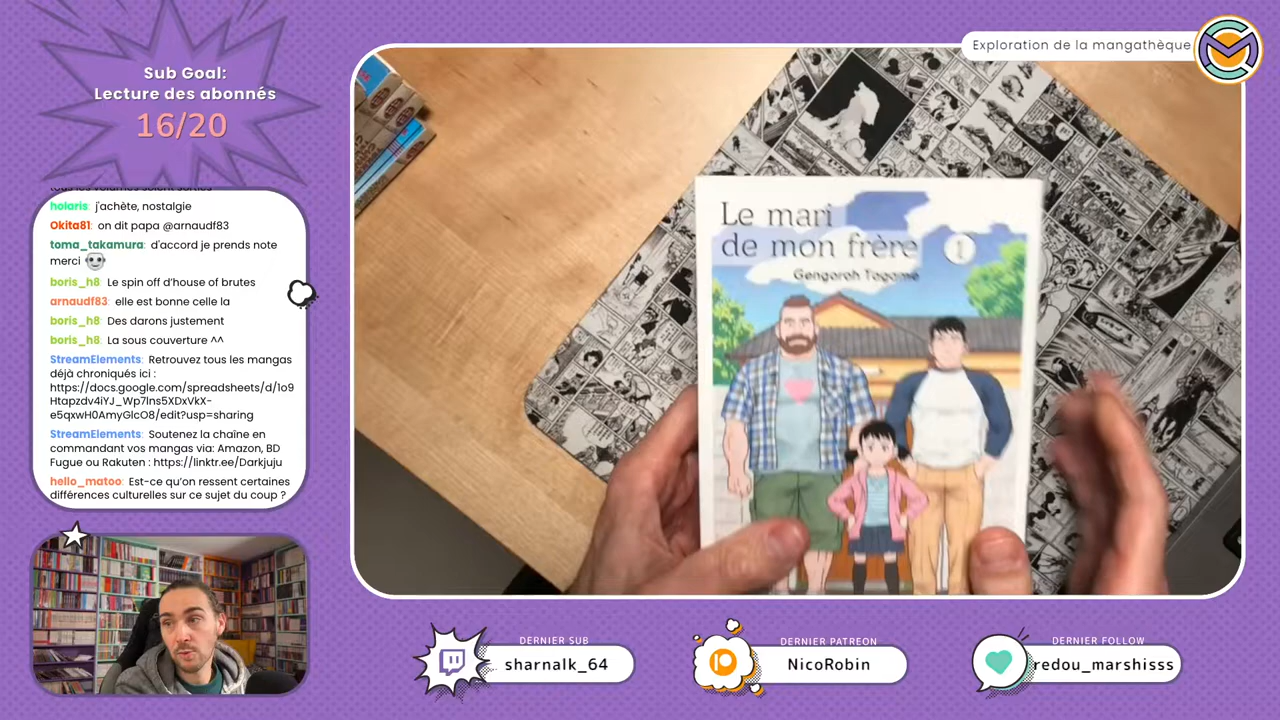 Sub Goal:
Lecture des abonnés
16/20
tous les volumes soient sorties
holaris: j'achète, nostalgie
Okita81: on dit papa @arnaudf83
toma_takamura: d'accord je prends note
merci
boris_h8: Le spin off d'house of brutes
arnaudf83: elle est bonne celle la
boris_h8: Des darons justement
boris_h8: La sous couverture ^^
StreamElements: Retrouvez tous les mangas
déjà chroniqués ici :
https://docs.google.com/spreadsheets/d/1o9
Htapzdv4iYJ_Wp7Ins5XDxVkX-
e5qxwH0AmyGlcO8/edit?usp=sharing
StreamElements: Soutenez la chaîne en
commandant vos mangas via: Amazon, BD
Fugue ou Rakuten : https://linktr.ee/Darkjuju
hello_matoo: Est-ce qu'on ressent certaines
différences culturelles sur ce sujet du coup ?
Exploration de la mangathèque
Le mari
de mon frère
1
Gengoroh Tagame
DERNIER SUB
sharnalk_64
DERNIER PATREON
NicoRobin
DERNIER FOLLOW
redou_marshisss